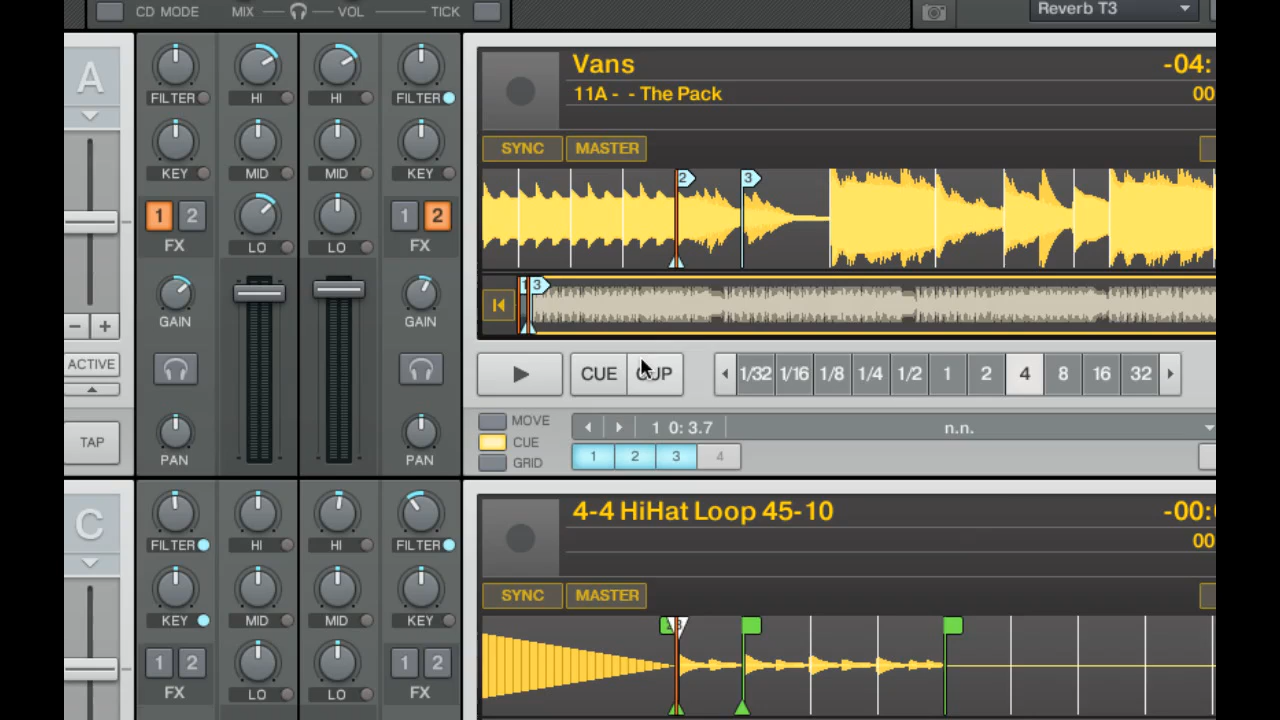 CD MODE MIX VOL TICK Reverb T3
A
FILTER HI HI FILTER
Vans -04:
11A - - The Pack 00
SYNC MASTER
KEY MID MID KEY
2 3
1 2 1 2
FX LO LO FX
1 3
GAIN GAIN
- +
ACTIVE
CUE CUP 1/32 1/16 1/8 1/4 1/2 1 2 4 8 16 32
MOVE 1 0: 3.7 n.n.
TAP CUE
PAN PAN GRID 1 2 3 4
C
4-4 HiHat Loop 45-10 -00:
00
FILTER HI HI FILTER
SYNC MASTER
KEY MID MID KEY
1 2 1 2
FX LO LO FX